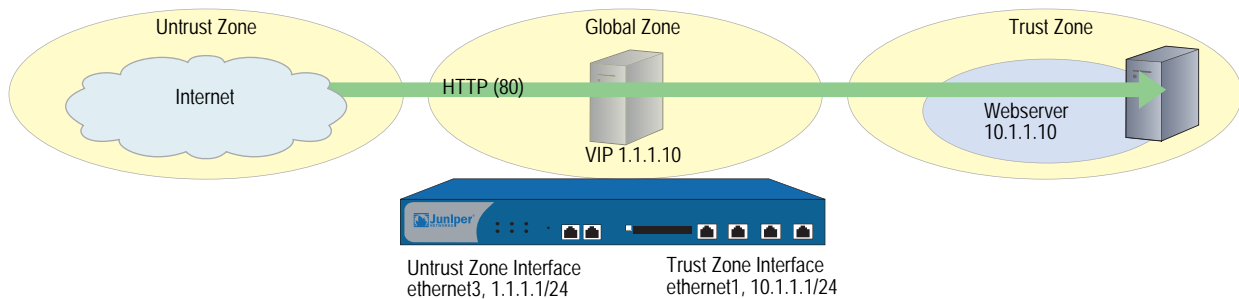 Untrust Zone
Global Zone
Trust Zone
Internet
HTTP (80)
Webserver
10.1.1.10
VIP 1.1.1.10
Juniper
NETWORKS
Untrust Zone Interface
ethernet3, 1.1.1.1/24
Trust Zone Interface
ethernet1, 10.1.1.1/24